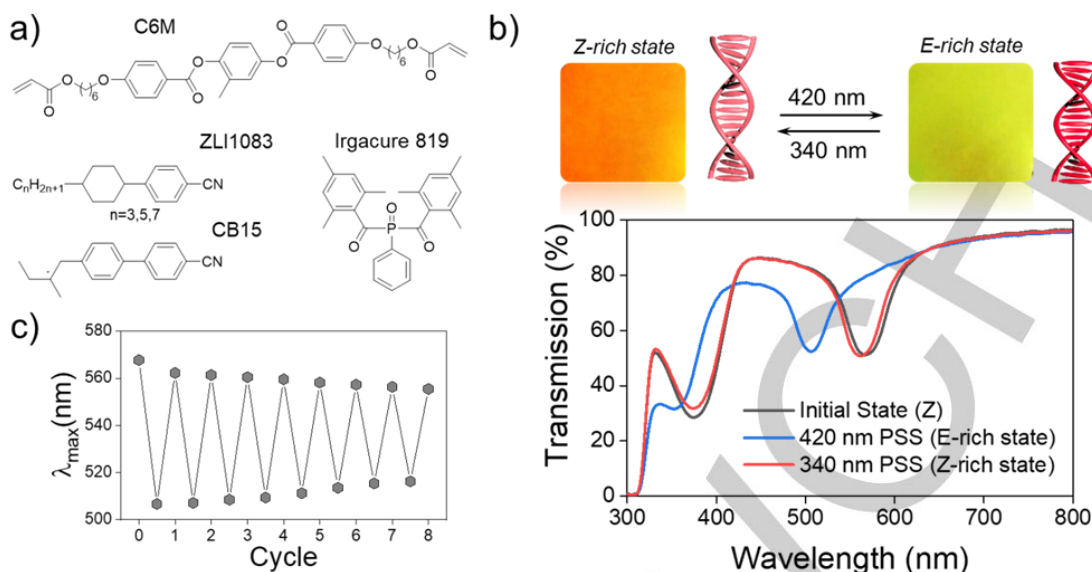 a)
C6M
O
O
O
O
O
O
O
O
O
O
6
6
ZLI1083
Irgacure 819
CnH2n+1
CN
n=3,5,7
CB15
CN
*
O
P
O
O
b)
Z-rich state
E-rich state
420 nm
340 nm
Transmission (%)
100
80
60
40
20
0
Initial State (Z)
420 nm PSS (E-rich state)
340 nm PSS (Z-rich state)
300
400
500
600
700
800
Wavelength (nm)
c)
λmax(nm)
580
560
540
520
500
0
1
2
3
4
5
6
7
8
Cycle